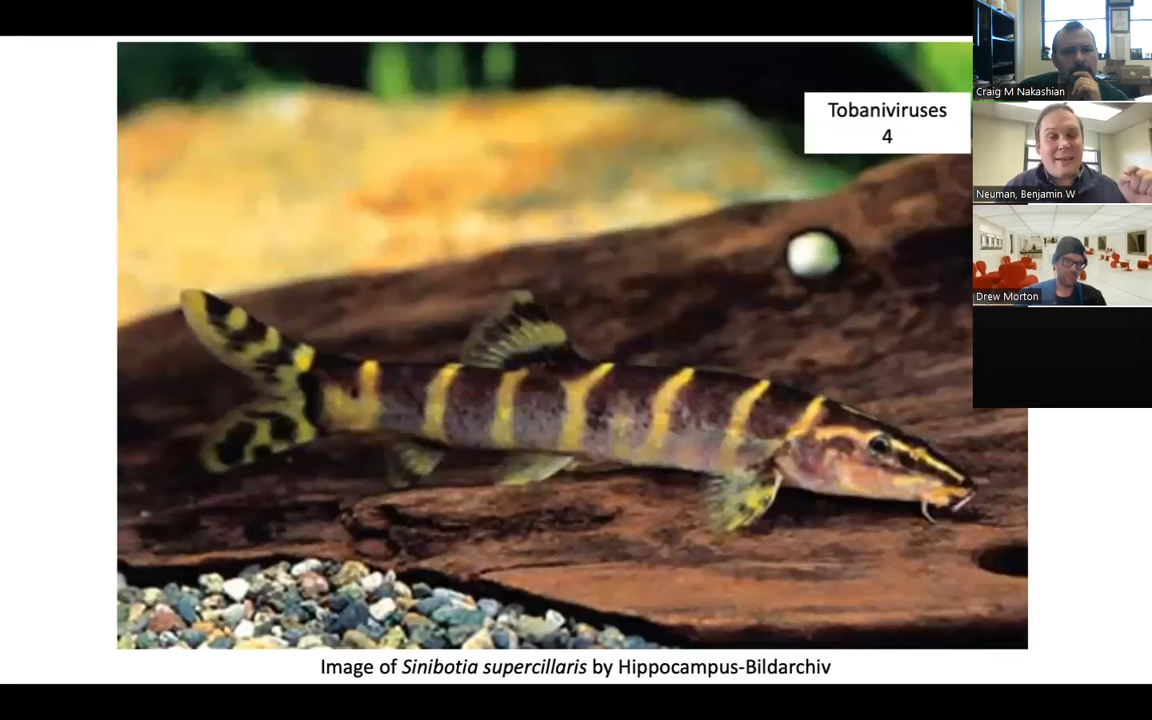 Tobaniviruses
4
Craig M Nakashian
Neuman, Benjamin W
Drew Morton
Image of Sinibotia supercillaris by Hippocampus-Bildarchiv